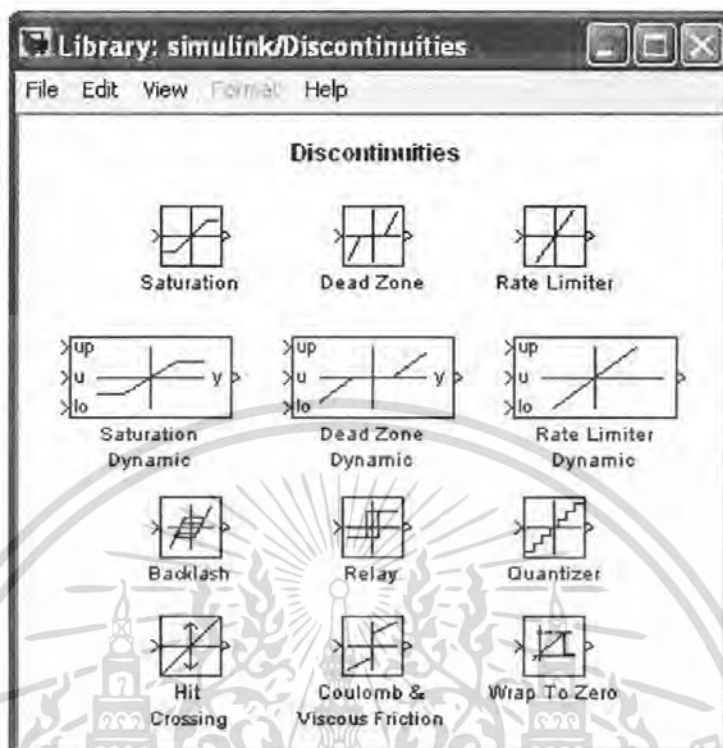 Library: simulink/Discontinuities
File Edit View Format Help
Discontinuities
Saturation Dead Zone Rate Limiter
up up up
u y u y u
lo lo lo
Saturation Dead Zone Rate Limiter
Dynamic Dynamic Dynamic
Backlash Relay Quantizer
Hit Coulomb & Wrap To Zero
Crossing Viscous Friction